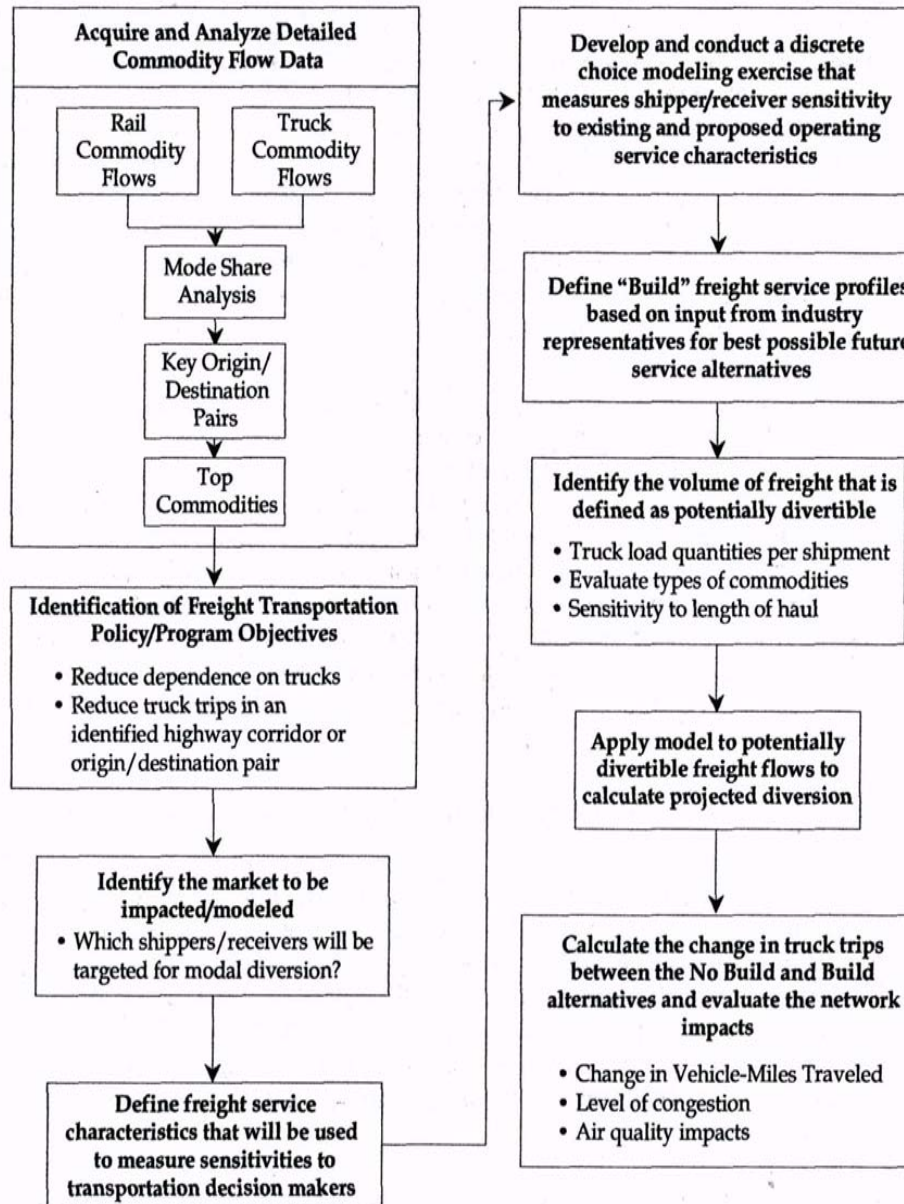 Acquire and Analyze Detailed
Commodity Flow Data
Rail
Commodity
Flows
Truck
Commodity
Flows
Mode Share
Analysis
Key Origin/
Destination
Pairs
Top
Commodities
Identification of Freight Transportation
Policy/Program Objectives
• Reduce dependence on trucks
• Reduce truck trips in an
identified highway corridor or
origin/destination pair
Identify the market to be
impacted/modeled
• Which shippers/receivers will be
targeted for modal diversion?
Define freight service
characteristics that will be used
to measure sensitivities to
transportation decision makers
Develop and conduct a discrete
choice modeling exercise that
measures shipper/receiver sensitivity
to existing and proposed operating
service characteristics
Define “Build” freight service profiles
based on input from industry
representatives for best possible future
service alternatives
Identify the volume of freight that is
defined as potentially divertible
• Truck load quantities per shipment
• Evaluate types of commodities
• Sensitivity to length of haul
Apply model to potentially
divertible freight flows to
calculate projected diversion
Calculate the change in truck trips
between the No Build and Build
alternatives and evaluate the network
impacts
• Change in Vehicle-Miles Traveled
• Level of congestion
• Air quality impacts